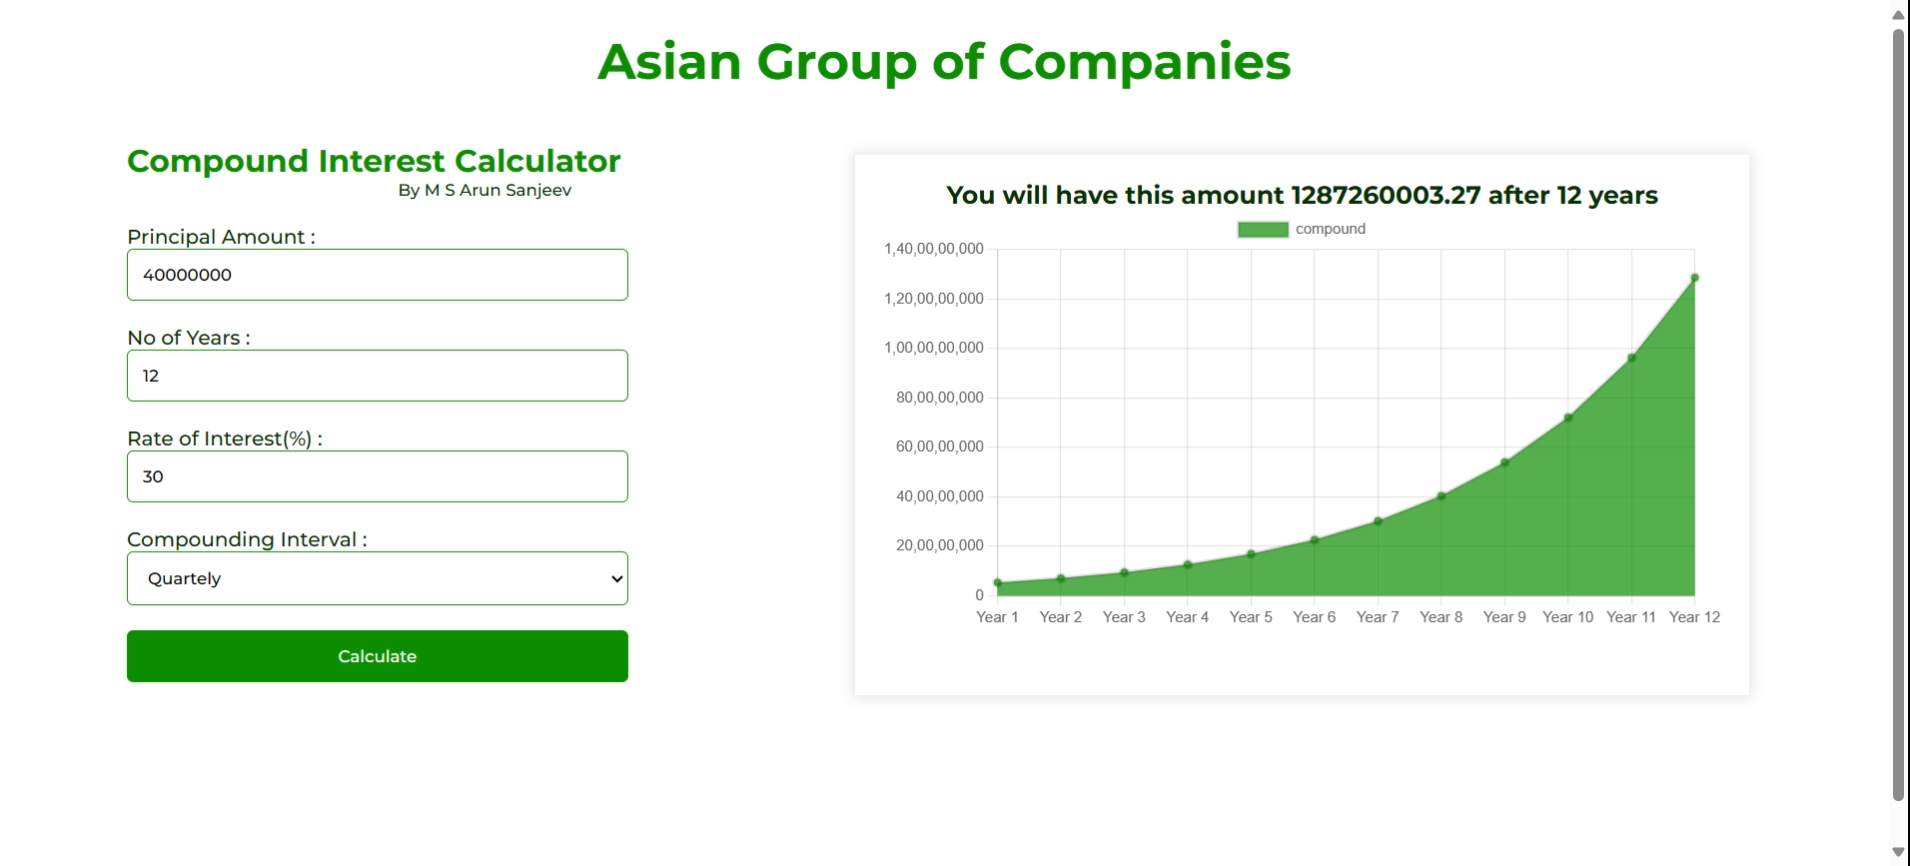 Asian Group of Companies
Compound Interest Calculator
By M S Arun Sanjeev
Principal Amount :
40000000
No of Years :
12
Rate of Interest(%) :
30
Compounding Interval :
Quartely
Calculate
You will have this amount 1287260003.27 after 12 years
compound
1,40,00,00,000
1,20,00,00,000
1,00,00,00,000
80,00,00,000
60,00,00,000
40,00,00,000
20,00,00,000
0
Year 1 Year 2 Year 3 Year 4 Year 5 Year 6 Year 7 Year 8 Year 9 Year 10 Year 11 Year 12